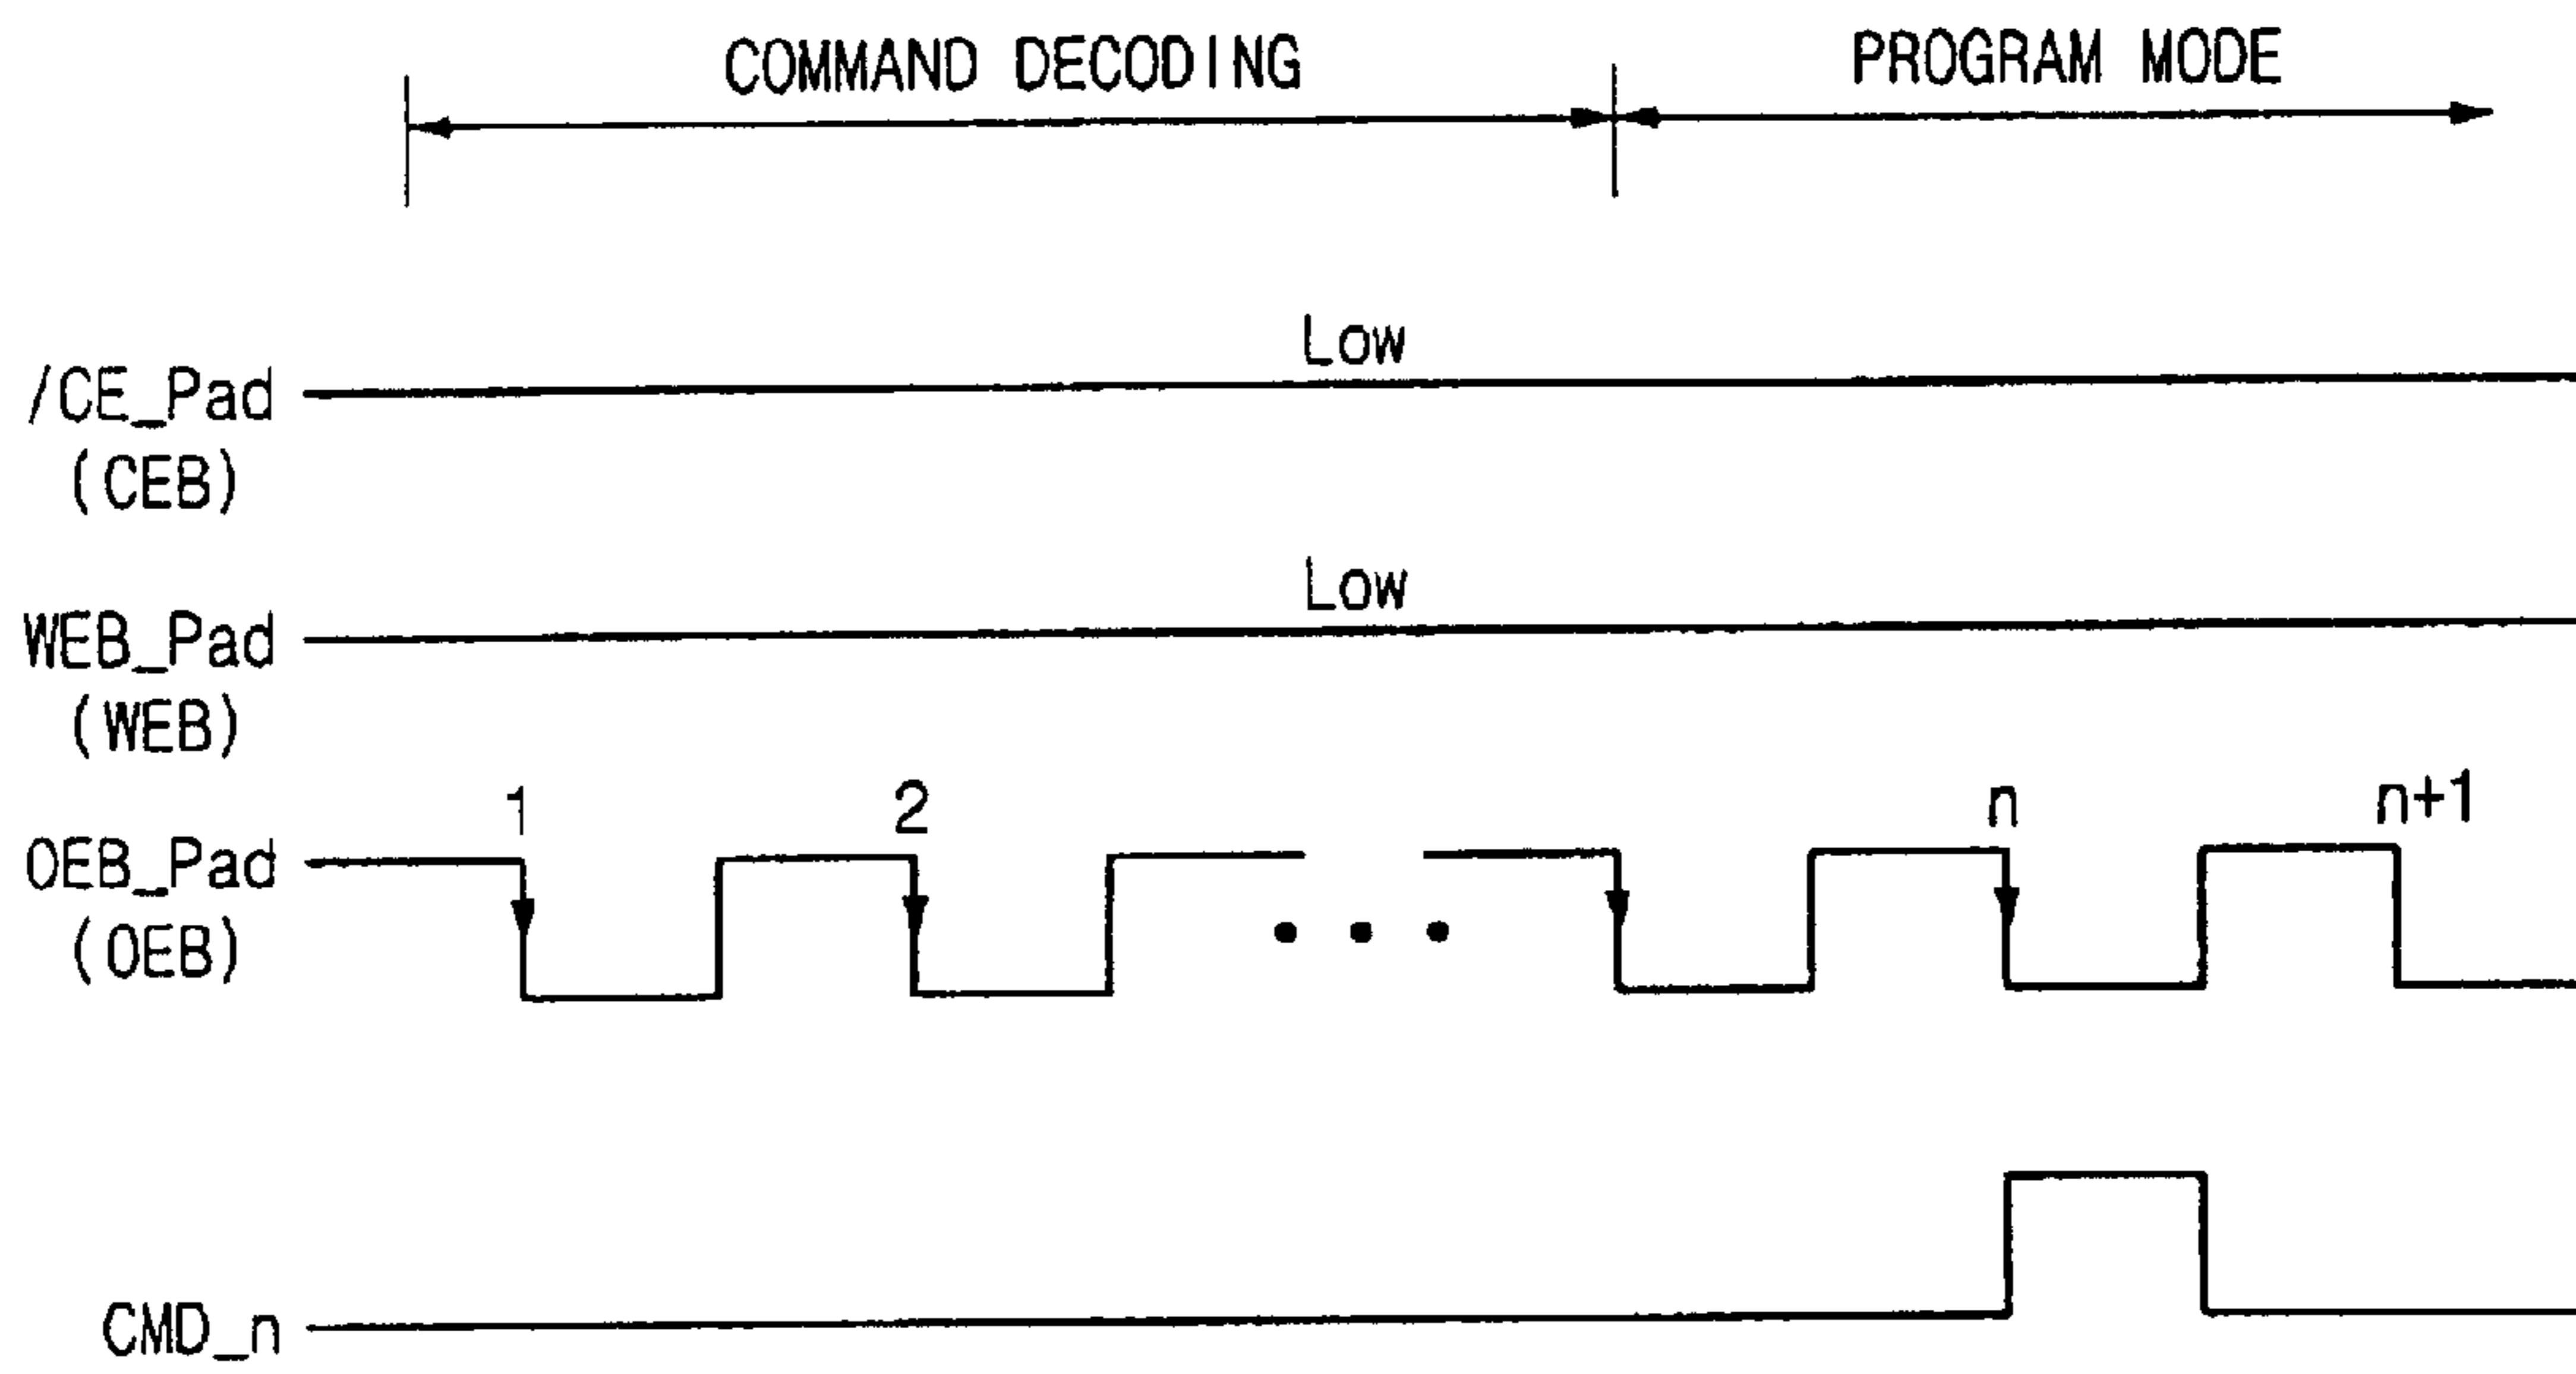 COMMAND DECODING PROGRAM MODE
Low
/CE_Pad
(CEB)
Low
WEB_Pad
(WEB)
1 2 n n+1
OEB_Pad
(OEB)
CMD_n